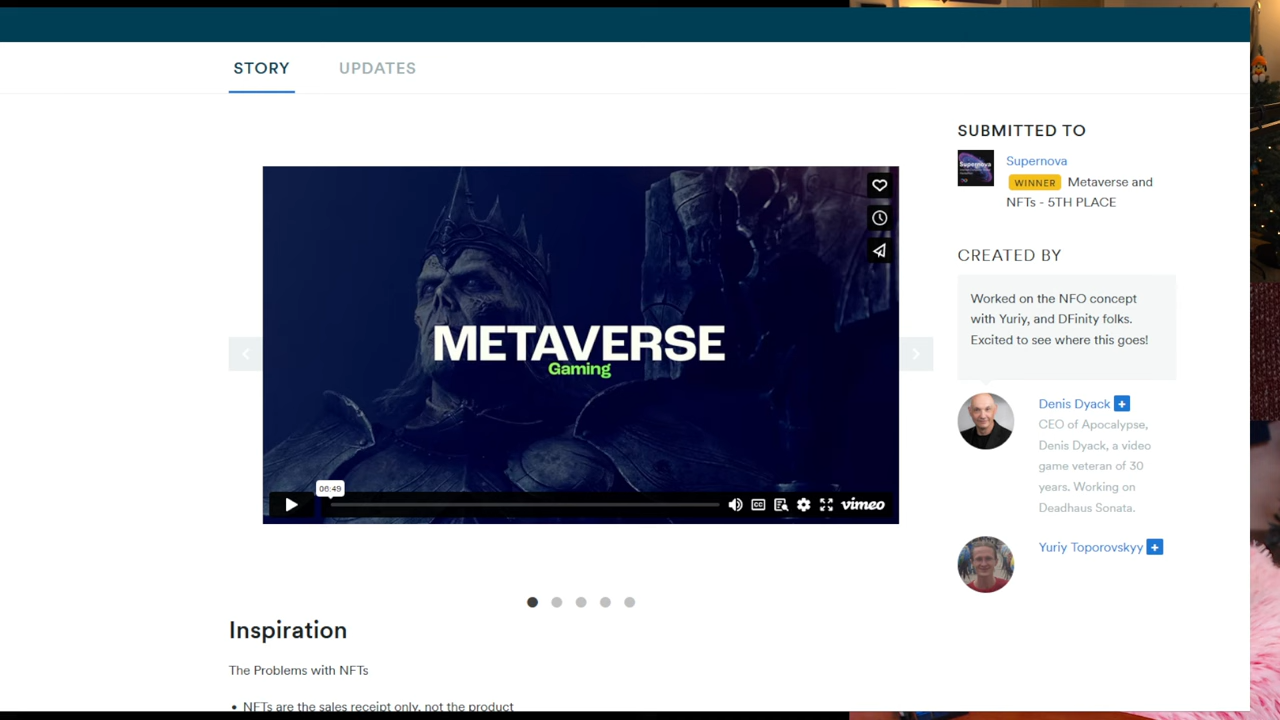 STORY
UPDATES
SUBMITTED TO
Supernova
Supernova
WINNER Metaverse and
NFTs - 5TH PLACE
METAVERSE
Gaming
06:49
CC
vimeo
CREATED BY
Worked on the NFO concept
with Yuriy, and DFinity folks.
Excited to see where this goes!
Denis Dyack +
CEO of Apocalypse,
Denis Dyack, a video
game veteran of 30
years. Working on
Deadhaus Sonata.
Yuriy Toporovskyy +
Inspiration
The Problems with NFTs
• NFTs are the sales receipt only, not the product